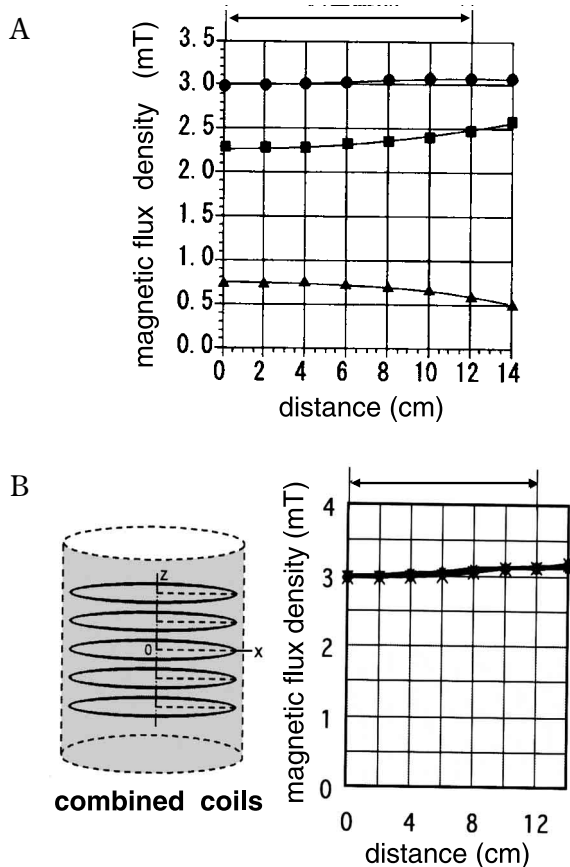 A
magnetic flux density (mT)
3.5
3.0
2.5
2.0
1.5
1.0
0.5
0.0
0 2 4 6 8 10 12 14
distance (cm)
B
z
0
x
combined coils
magnetic flux density (mT)
4
3
2
1
0
0 4 8 12
distance (cm)